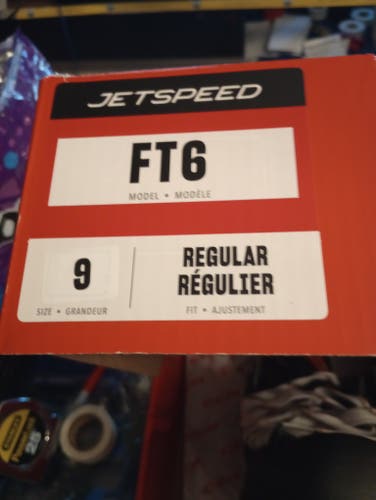 JETSPEED
FT6
MODEL • MODÈLE
9
SIZE • GRANDEUR
REGULAR
RÉGULIER
FIT • AJUSTEMENT